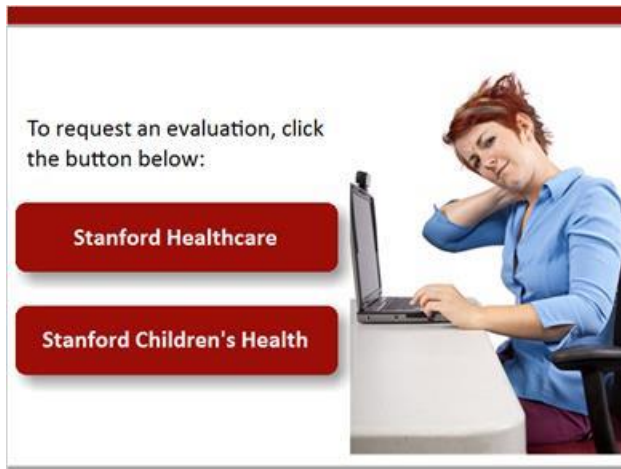 To request an evaluation, click
the button below:
Stanford Healthcare
Stanford Children's Health